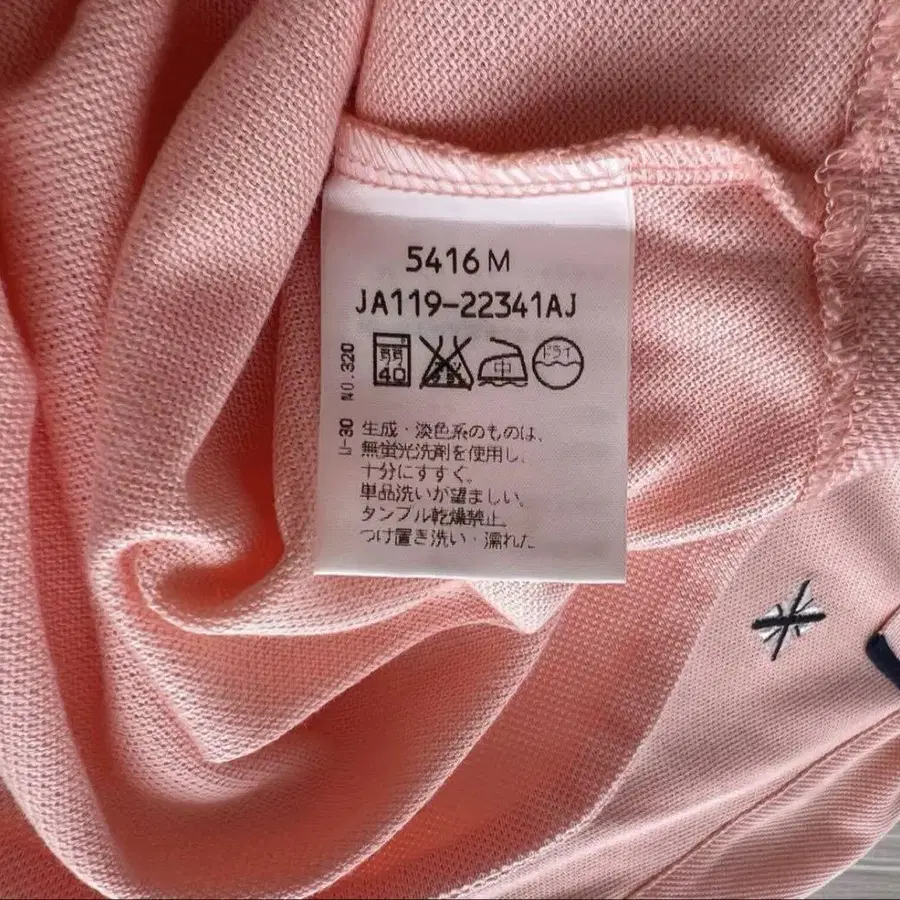 5416 M
JA119-22341AJ
40
中
ドライ
NO.320
生成・淡色系のものは、
無蛍光洗剤を使用し、
十分にすすぐ。
単品洗いが望ましい。
タンブル乾燥禁止。
つけ置き洗い・濡れた